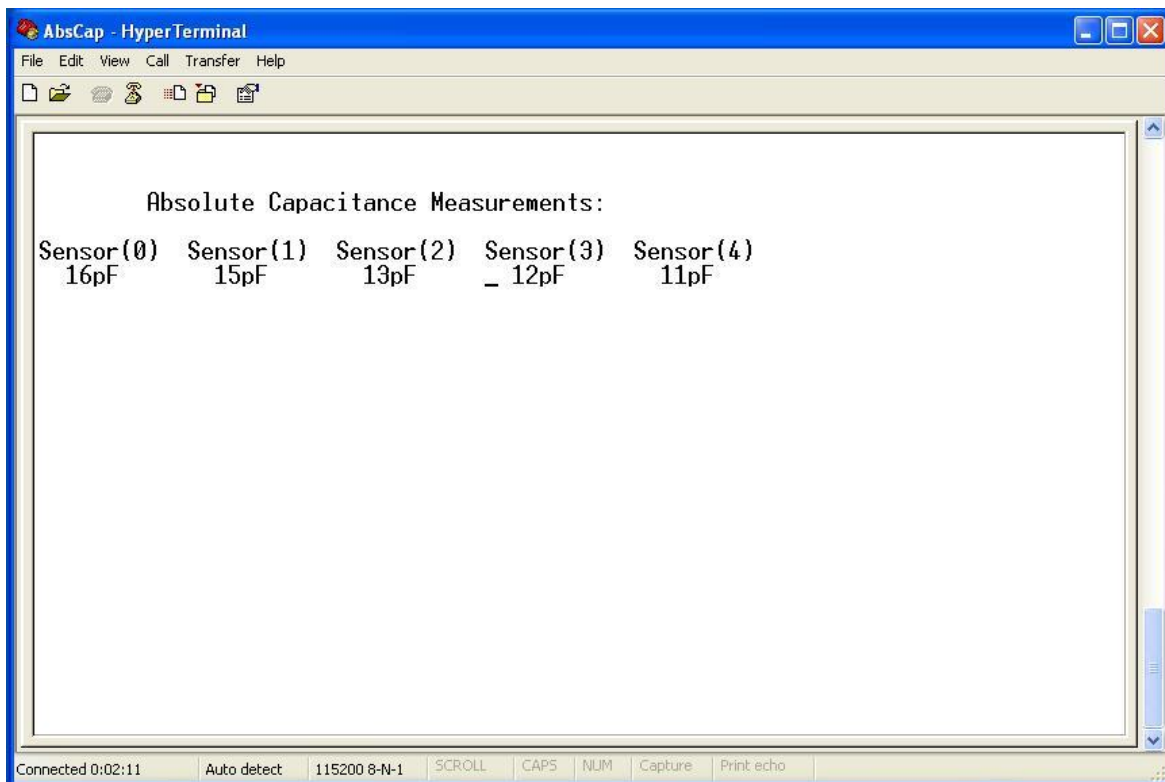 AbsCap - HyperTerminal
File Edit View Call Transfer Help
Absolute Capacitance Measurements:
Sensor(0) Sensor(1) Sensor(2) Sensor(3) Sensor(4)
16pF 15pF 13pF _ 12pF 11pF
Connected 0:02:11 Auto detect 115200 8-N-1 SCROLL CAPS NUM Capture Print echo